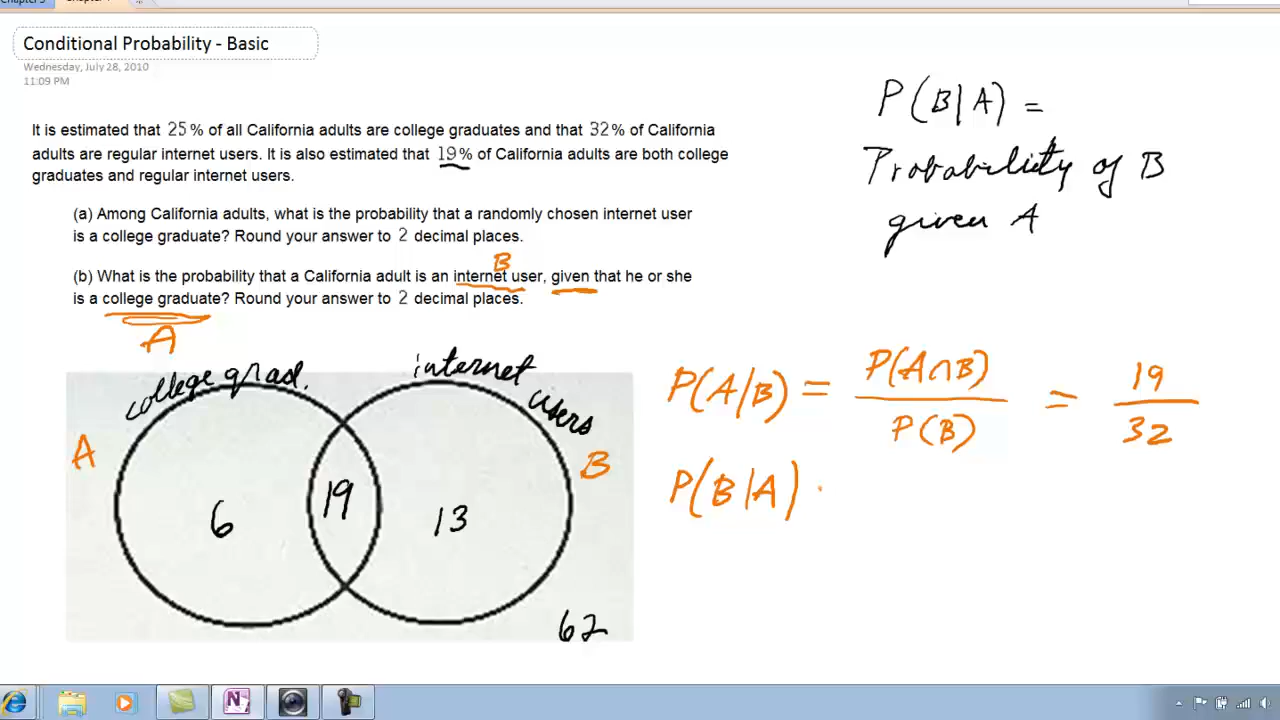 Conditional Probability - Basic
Wednesday, July 28, 2010
11:09 PM
It is estimated that 25% of all California adults are college graduates and that 32% of California
adults are regular internet users. It is also estimated that 19% of California adults are both college
graduates and regular internet users.
(a) Among California adults, what is the probability that a randomly chosen internet user
is a college graduate? Round your answer to 2 decimal places.
B
(b) What is the probability that a California adult is an internet user, given that he or she
is a college graduate? Round your answer to 2 decimal places.
A
P(B|A) =
Probability of B
given A
college grad.
internet
users
A
B
6
19
13
62
P(A|B) = P(A∩B) / P(B) = 19 / 32
P(B|A)